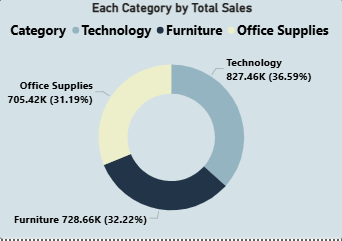 Each Category by Total Sales
Category Technology Furniture Office Supplies
Technology
827.46K (36.59%)
Office Supplies
705.42K (31.19%)
Furniture 728.66K (32.22%)